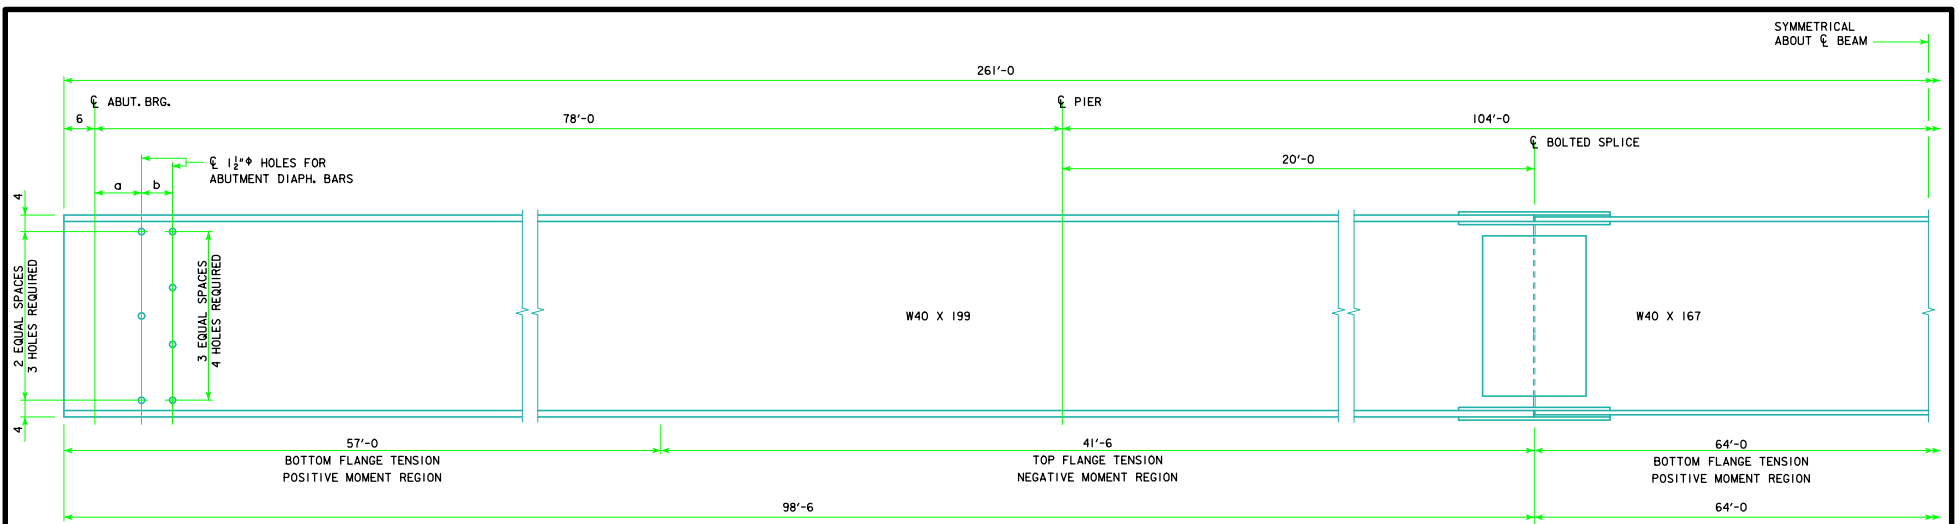 SYMMETRICAL
ABOUT ℄ BEAM
261'-0
℄ ABUT. BRG.
℄ PIER
6
78'-0
104'-0
℄ BOLTED SPLICE
℄ 1½"Φ HOLES FOR
ABUTMENT DIAPH. BARS
20'-0
a
b
4
2 EQUAL SPACES
3 HOLES REQUIRED
3 EQUAL SPACES
4 HOLES REQUIRED
W40 X 199
W40 X 167
4
57'-0
BOTTOM FLANGE TENSION
POSITIVE MOMENT REGION
41'-6
TOP FLANGE TENSION
NEGATIVE MOMENT REGION
64'-0
BOTTOM FLANGE TENSION
POSITIVE MOMENT REGION
98'-6
64'-0